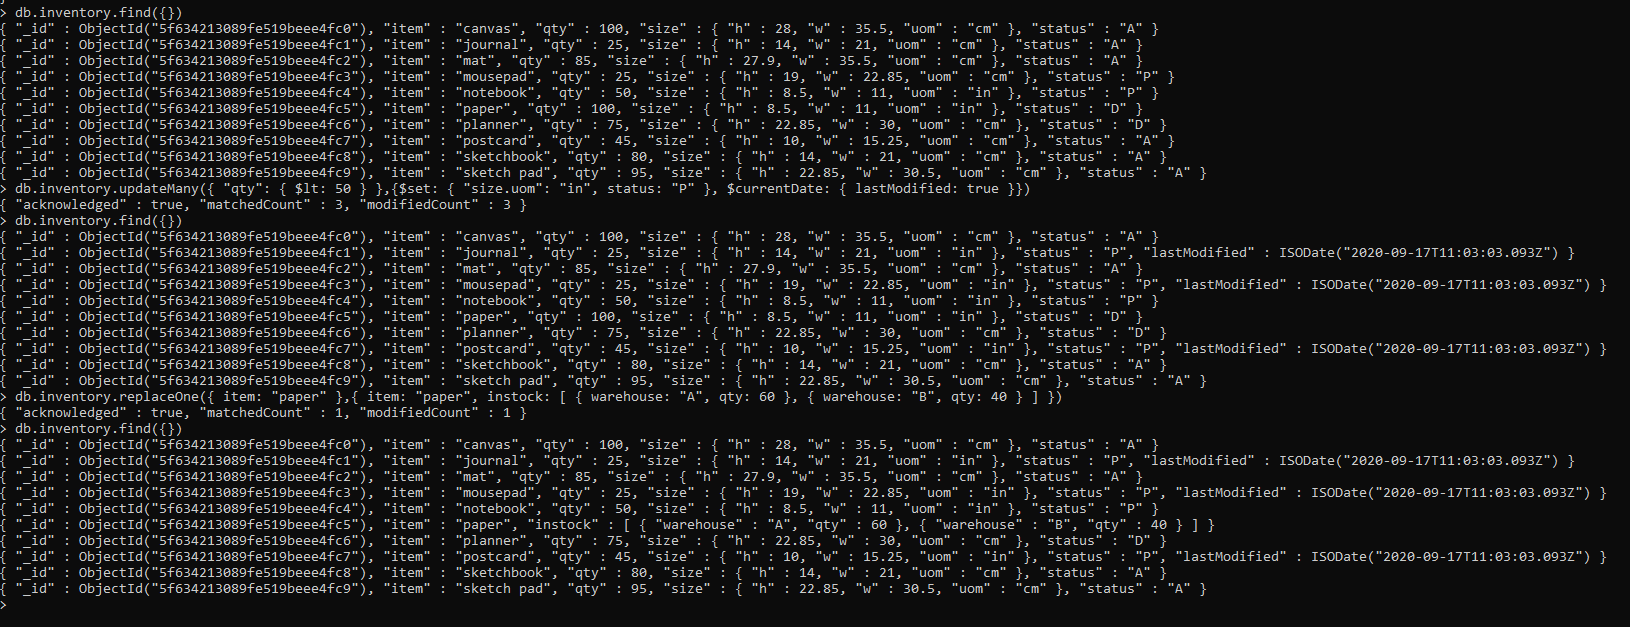 > db.inventory.find({})
{ "_id" : ObjectId("5f634213089fe519beee4fc0"), "item" : "canvas", "qty" : 100, "size" : { "h" : 28, "w" : 35.5, "uom" : "cm" }, "status" : "A" }
{ "_id" : ObjectId("5f634213089fe519beee4fc1"), "item" : "journal", "qty" : 25, "size" : { "h" : 14, "w" : 21, "uom" : "cm" }, "status" : "A" }
{ "_id" : ObjectId("5f634213089fe519beee4fc2"), "item" : "mat", "qty" : 85, "size" : { "h" : 27.9, "w" : 35.5, "uom" : "cm" }, "status" : "A" }
{ "_id" : ObjectId("5f634213089fe519beee4fc3"), "item" : "mousepad", "qty" : 25, "size" : { "h" : 19, "w" : 22.85, "uom" : "cm" }, "status" : "P" }
{ "_id" : ObjectId("5f634213089fe519beee4fc4"), "item" : "notebook", "qty" : 50, "size" : { "h" : 8.5, "w" : 11, "uom" : "in" }, "status" : "P" }
{ "_id" : ObjectId("5f634213089fe519beee4fc5"), "item" : "paper", "qty" : 100, "size" : { "h" : 8.5, "w" : 11, "uom" : "in" }, "status" : "D" }
{ "_id" : ObjectId("5f634213089fe519beee4fc6"), "item" : "planner", "qty" : 75, "size" : { "h" : 22.85, "w" : 30, "uom" : "cm" }, "status" : "D" }
{ "_id" : ObjectId("5f634213089fe519beee4fc7"), "item" : "postcard", "qty" : 45, "size" : { "h" : 10, "w" : 15.25, "uom" : "cm" }, "status" : "A" }
{ "_id" : ObjectId("5f634213089fe519beee4fc8"), "item" : "sketchbook", "qty" : 80, "size" : { "h" : 14, "w" : 21, "uom" : "cm" }, "status" : "A" }
{ "_id" : ObjectId("5f634213089fe519beee4fc9"), "item" : "sketch pad", "qty" : 95, "size" : { "h" : 22.85, "w" : 30.5, "uom" : "cm" }, "status" : "A" }
> db.inventory.updateMany({ "qty": { $lt: 50 } },{$set: { "size.uom": "in", status: "P" }, $currentDate: { lastModified: true }})
{ "acknowledged" : true, "matchedCount" : 3, "modifiedCount" : 3 }
> db.inventory.find({})
{ "_id" : ObjectId("5f634213089fe519beee4fc0"), "item" : "canvas", "qty" : 100, "size" : { "h" : 28, "w" : 35.5, "uom" : "cm" }, "status" : "A" }
{ "_id" : ObjectId("5f634213089fe519beee4fc1"), "item" : "journal", "qty" : 25, "size" : { "h" : 14, "w" : 21, "uom" : "in" }, "status" : "P", "lastModified" : ISODate("2020-09-17T11:03:03.093Z") }
{ "_id" : ObjectId("5f634213089fe519beee4fc2"), "item" : "mat", "qty" : 85, "size" : { "h" : 27.9, "w" : 35.5, "uom" : "cm" }, "status" : "A" }
{ "_id" : ObjectId("5f634213089fe519beee4fc3"), "item" : "mousepad", "qty" : 25, "size" : { "h" : 19, "w" : 22.85, "uom" : "in" }, "status" : "P", "lastModified" : ISODate("2020-09-17T11:03:03.093Z") }
{ "_id" : ObjectId("5f634213089fe519beee4fc4"), "item" : "notebook", "qty" : 50, "size" : { "h" : 8.5, "w" : 11, "uom" : "in" }, "status" : "P" }
{ "_id" : ObjectId("5f634213089fe519beee4fc5"), "item" : "paper", "qty" : 100, "size" : { "h" : 8.5, "w" : 11, "uom" : "in" }, "status" : "D" }
{ "_id" : ObjectId("5f634213089fe519beee4fc6"), "item" : "planner", "qty" : 75, "size" : { "h" : 22.85, "w" : 30, "uom" : "cm" }, "status" : "D" }
{ "_id" : ObjectId("5f634213089fe519beee4fc7"), "item" : "postcard", "qty" : 45, "size" : { "h" : 10, "w" : 15.25, "uom" : "in" }, "status" : "P", "lastModified" : ISODate("2020-09-17T11:03:03.093Z") }
{ "_id" : ObjectId("5f634213089fe519beee4fc8"), "item" : "sketchbook", "qty" : 80, "size" : { "h" : 14, "w" : 21, "uom" : "cm" }, "status" : "A" }
{ "_id" : ObjectId("5f634213089fe519beee4fc9"), "item" : "sketch pad", "qty" : 95, "size" : { "h" : 22.85, "w" : 30.5, "uom" : "cm" }, "status" : "A" }
> db.inventory.replaceOne({ item: "paper" },{ item: "paper", instock: [ { warehouse: "A", qty: 60 }, { warehouse: "B", qty: 40 } ] })
{ "acknowledged" : true, "matchedCount" : 1, "modifiedCount" : 1 }
> db.inventory.find({})
{ "_id" : ObjectId("5f634213089fe519beee4fc0"), "item" : "canvas", "qty" : 100, "size" : { "h" : 28, "w" : 35.5, "uom" : "cm" }, "status" : "A" }
{ "_id" : ObjectId("5f634213089fe519beee4fc1"), "item" : "journal", "qty" : 25, "size" : { "h" : 14, "w" : 21, "uom" : "in" }, "status" : "P", "lastModified" : ISODate("2020-09-17T11:03:03.093Z") }
{ "_id" : ObjectId("5f634213089fe519beee4fc2"), "item" : "mat", "qty" : 85, "size" : { "h" : 27.9, "w" : 35.5, "uom" : "cm" }, "status" : "A" }
{ "_id" : ObjectId("5f634213089fe519beee4fc3"), "item" : "mousepad", "qty" : 25, "size" : { "h" : 19, "w" : 22.85, "uom" : "in" }, "status" : "P", "lastModified" : ISODate("2020-09-17T11:03:03.093Z") }
{ "_id" : ObjectId("5f634213089fe519beee4fc4"), "item" : "notebook", "qty" : 50, "size" : { "h" : 8.5, "w" : 11, "uom" : "in" }, "status" : "P" }
{ "_id" : ObjectId("5f634213089fe519beee4fc5"), "item" : "paper", "instock" : [ { "warehouse" : "A", "qty" : 60 }, { "warehouse" : "B", "qty" : 40 } ] }
{ "_id" : ObjectId("5f634213089fe519beee4fc6"), "item" : "planner", "qty" : 75, "size" : { "h" : 22.85, "w" : 30, "uom" : "cm" }, "status" : "D" }
{ "_id" : ObjectId("5f634213089fe519beee4fc7"), "item" : "postcard", "qty" : 45, "size" : { "h" : 10, "w" : 15.25, "uom" : "in" }, "status" : "P", "lastModified" : ISODate("2020-09-17T11:03:03.093Z") }
{ "_id" : ObjectId("5f634213089fe519beee4fc8"), "item" : "sketchbook", "qty" : 80, "size" : { "h" : 14, "w" : 21, "uom" : "cm" }, "status" : "A" }
{ "_id" : ObjectId("5f634213089fe519beee4fc9"), "item" : "sketch pad", "qty" : 95, "size" : { "h" : 22.85, "w" : 30.5, "uom" : "cm" }, "status" : "A" }
>